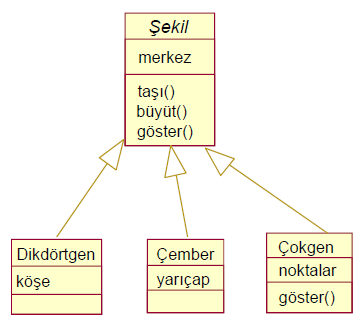 Şekil
merkez
taşı()
büyüt()
göster()
Dikdörtgen
köşe
Çember
yarıçap
Çokgen
noktalar
göster()